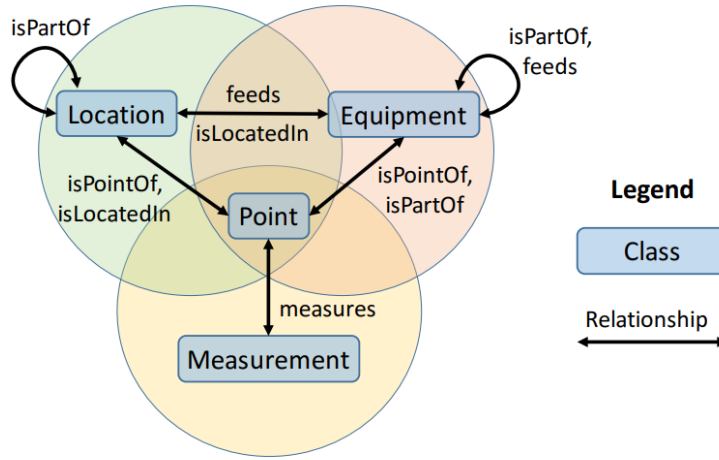 isPartOf
isPartOf,
feeds
Location
feeds
isLocatedIn
Equipment
isPointOf,
isLocatedIn
Point
isPointOf,
isPartOf
measures
Measurement
Legend
Class
Relationship